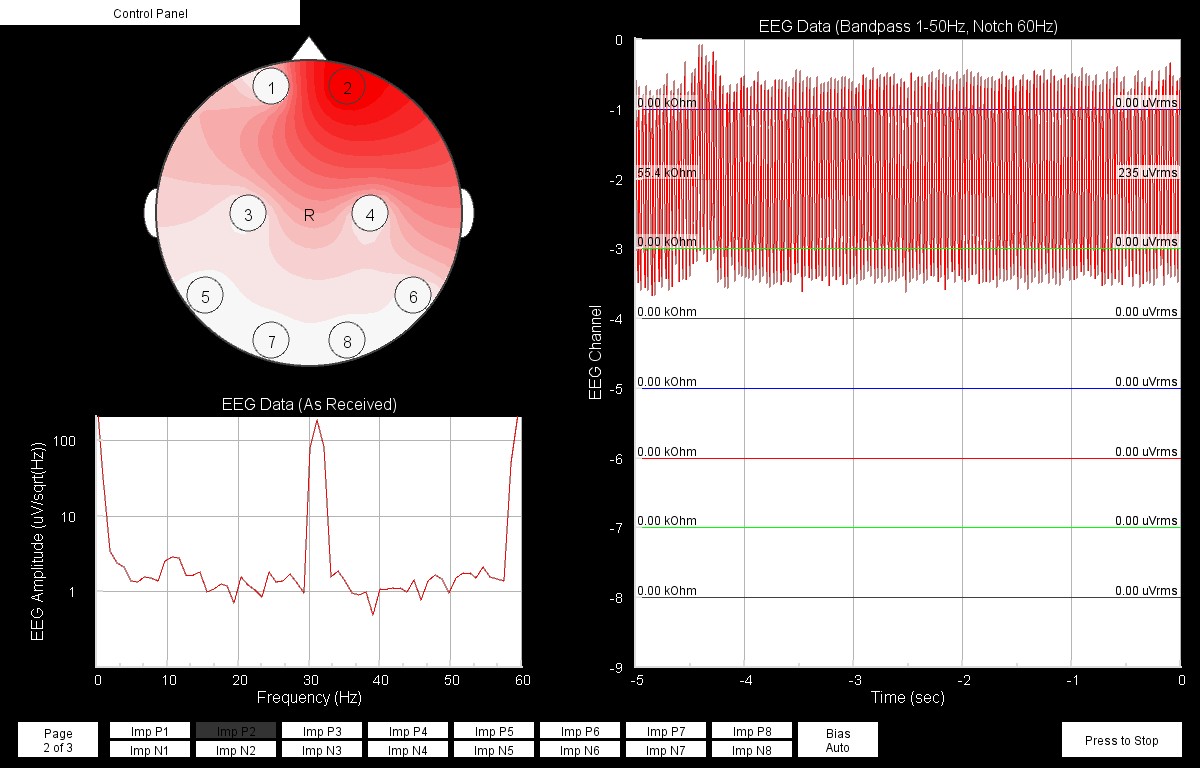 Control Panel
1
2
3
R
4
5
6
7
8
EEG Data (Bandpass 1-50Hz, Notch 60Hz)
EEG Channel
0
-1
-2
-3
-4
-5
-6
-7
-8
-9
0.00 kOhm 0.00 uVrms
55.4 kOhm 235 uVrms
0.00 kOhm 0.00 uVrms
0.00 kOhm 0.00 uVrms
0.00 kOhm 0.00 uVrms
0.00 kOhm 0.00 uVrms
0.00 kOhm 0.00 uVrms
0.00 kOhm 0.00 uVrms
-5 -4 -3 -2 -1 0
Time (sec)
EEG Data (As Received)
EEG Amplitude (uV/sqrt(Hz))
100
10
1
0 10 20 30 40 50 60
Frequency (Hz)
Page
2 of 3
Imp P1 Imp P2 Imp P3 Imp P4 Imp P5 Imp P6 Imp P7 Imp P8
Imp N1 Imp N2 Imp N3 Imp N4 Imp N5 Imp N6 Imp N7 Imp N8
Bias
Auto
Press to Stop